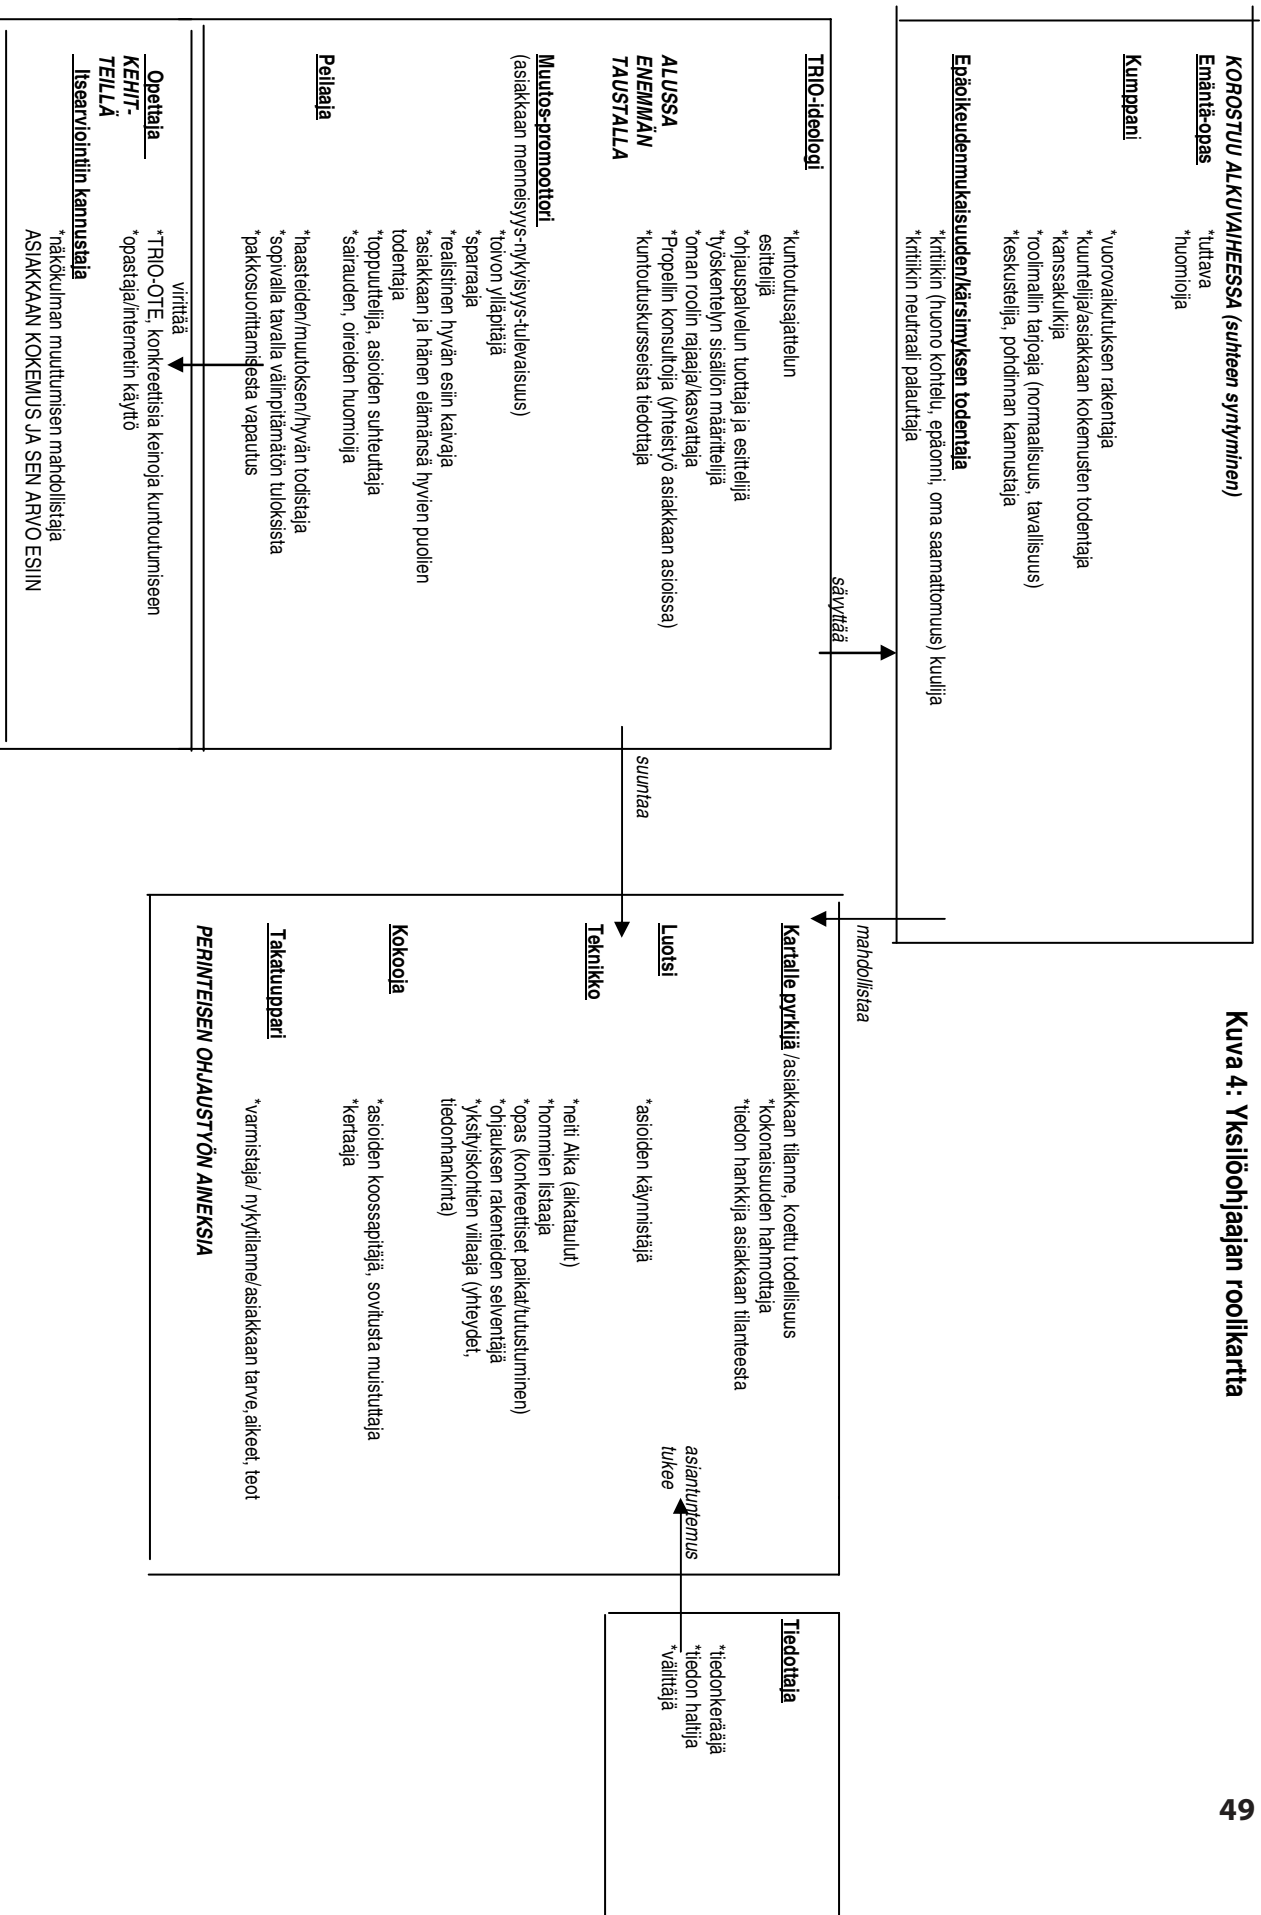 Kuva 4: Yksilöohjaajan roolikartta
KOROSTUU ALKUVAIHEESSA (suhteen syntyminen)
Emäntä-opas
*tuttava
*huomioija
Kumppani
*vuorovaikutuksen rakentaja
*kuuntelija/asiakkaan kokemusten todentaja
*kanssakulkija
*roolimallin tarjoaja (normaalisuus, tavallisuus)
*keskustelija, pohdinnan kannustaja
Epäoikeudenmukaisuuden/kärsimyksen todentaja
*kritiikin (huono kohtelu, epäonni, oma saamattomuus) kuulija
*kritiikin neutraali palauttaja
sävyttää
mahdollistaa
TRIO-ideologi
*kuntoutusajattelun
esittelijä
*ohjauspalvelun tuottaja ja esittelijä
*työskentelyn sisällön määrittelijä
*oman roolin rajaaja/kasvattaja
*Propellin konsultoija (yhteistyö asiakkaan asioissa)
*kuntoutuskursseista tiedottaja
ALUSSA
ENEMMÄN
TAUSTALLA
Muutos-promoottori
(asiakkaan menneisyys-nykyisyys-tulevaisuus)
*toivon ylläpitäjä
*sparraaja
*realistinen hyvän esiin kaivaja
*asiakkaan ja hänen elämänsä hyvien puolien
todentaja
*toppuuttelija, asioiden suhteuttaja
*sairauden, oireiden huomioija
Peilaaja
*haasteiden/muutoksen/hyvän todistaja
*sopivalla tavalla välinpitämätön tuloksista
*pakkosuorittamisesta vapautus
suuntaa
virittää
Opettaja
*TRIO-OTE, konkreettisia keinoja kuntoutumiseen
*opastaja/internetin käyttö
KEHIT-
TEILLÄ
Itsearviointiin kannustaja
*näkökulman muuttumisen mahdollistaja
ASIAKKAAN KOKEMUS JA SEN ARVO ESIIN
Kartalle pyrkijä /asiakkaan tilanne, koettu todellisuus
*kokonaisuuden hahmottaja
*tiedon hankkija asiakkaan tilanteesta
Luotsi
*asioiden käynnistäjä
Teknikko
*neiti Aika (aikataulut)
*hommien listaaja
*opas (konkreettiset paikat/tutustuminen)
*ohjauksen rakenteiden selventäjä
*yksityiskohtien viilaaja (yhteydet,
tiedonhankinta)
Kokooja
*asioiden koossapitäjä, sovitusta muistuttaja
*kertaaja
Takatuuppari
*varmistaja/ nykytilanne/asiakkaan tarve,aikeet, teot
PERINTEISEN OHJAUSTYÖN AINEKSIA
asiantuntemus
tukee
Tiedottaja
*tiedonkerääjä
*tiedon haltija
*välittäjä
49